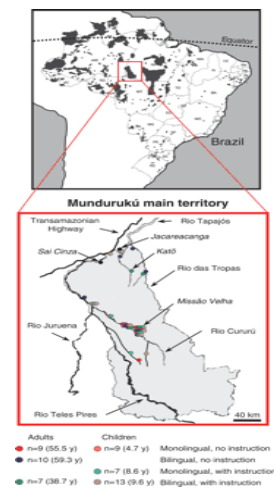 Equator
Brazil
Mundurukú main territory
Transamazonian
Highway
Rio Tapajós
Jacareacanga
Sai Cinza
Katõ
Rio das Tropas
Missão Velha
Rio Juruena
Rio Cururú
Rio Teles Pires
40 km
Adults Children
n=9 (55.5 y) n=9 (4.7 y) Monolingual, no instruction
n=10 (59.3 y) Bilingual, no instruction
n=7 (8.6 y) Monolingual, with instruction
n=7 (38.7 y) n=13 (9.6 y) Bilingual, with instruction